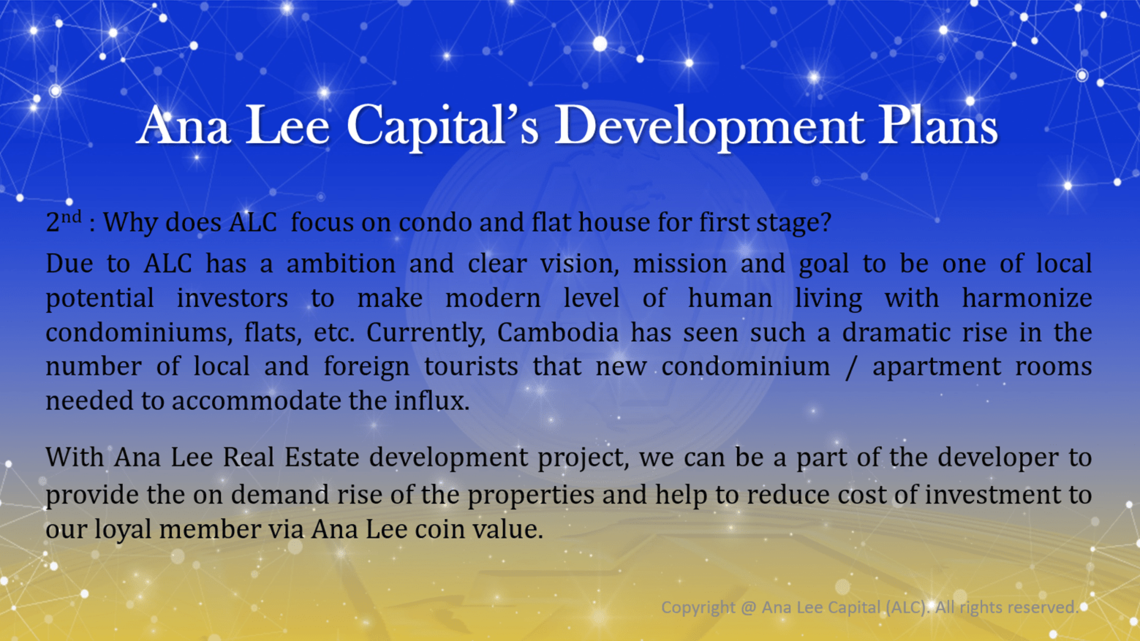 Ana Lee Capital’s Development Plans
2nd : Why does ALC focus on condo and flat house for first stage?
Due to ALC has a ambition and clear vision, mission and goal to be one of local
potential investors to make modern level of human living with harmonize
condominiums, flats, etc. Currently, Cambodia has seen such a dramatic rise in the
number of local and foreign tourists that new condominium / apartment rooms
needed to accommodate the influx.
With Ana Lee Real Estate development project, we can be a part of the developer to
provide the on demand rise of the properties and help to reduce cost of investment to
our loyal member via Ana Lee coin value.
Copyright @ Ana Lee Capital (ALC). All rights reserved.